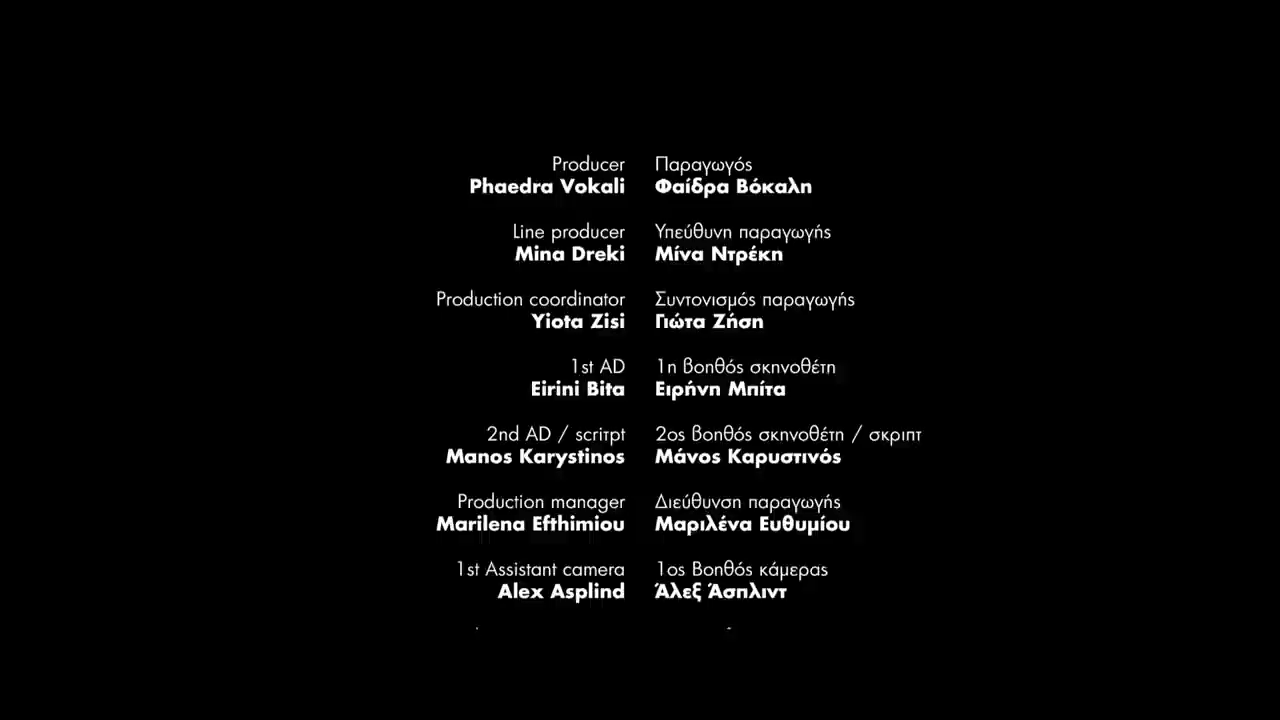 Producer Παραγωγός
Phaedra Vokali Φαίδρα Βόκαλη
Line producer Υπεύθυνη παραγωγής
Mina Dreki Μίνα Ντρέκη
Production coordinator Συντονισμός παραγωγής
Yiota Zisi Γιώτα Ζήση
1st AD 1η βοηθός σκηνοθέτη
Eirini Bita Ειρήνη Μπίτα
2nd AD / scritpt 2ος βοηθός σκηνοθέτη / σκριπτ
Manos Karystinos Μάνος Καρυστινός
Production manager Διεύθυνση παραγωγής
Marilena Efthimiou Μαριλένα Ευθυμίου
1st Assistant camera 1ος Βοηθός κάμερας
Alex Asplind Άλεξ Άσπλιντ